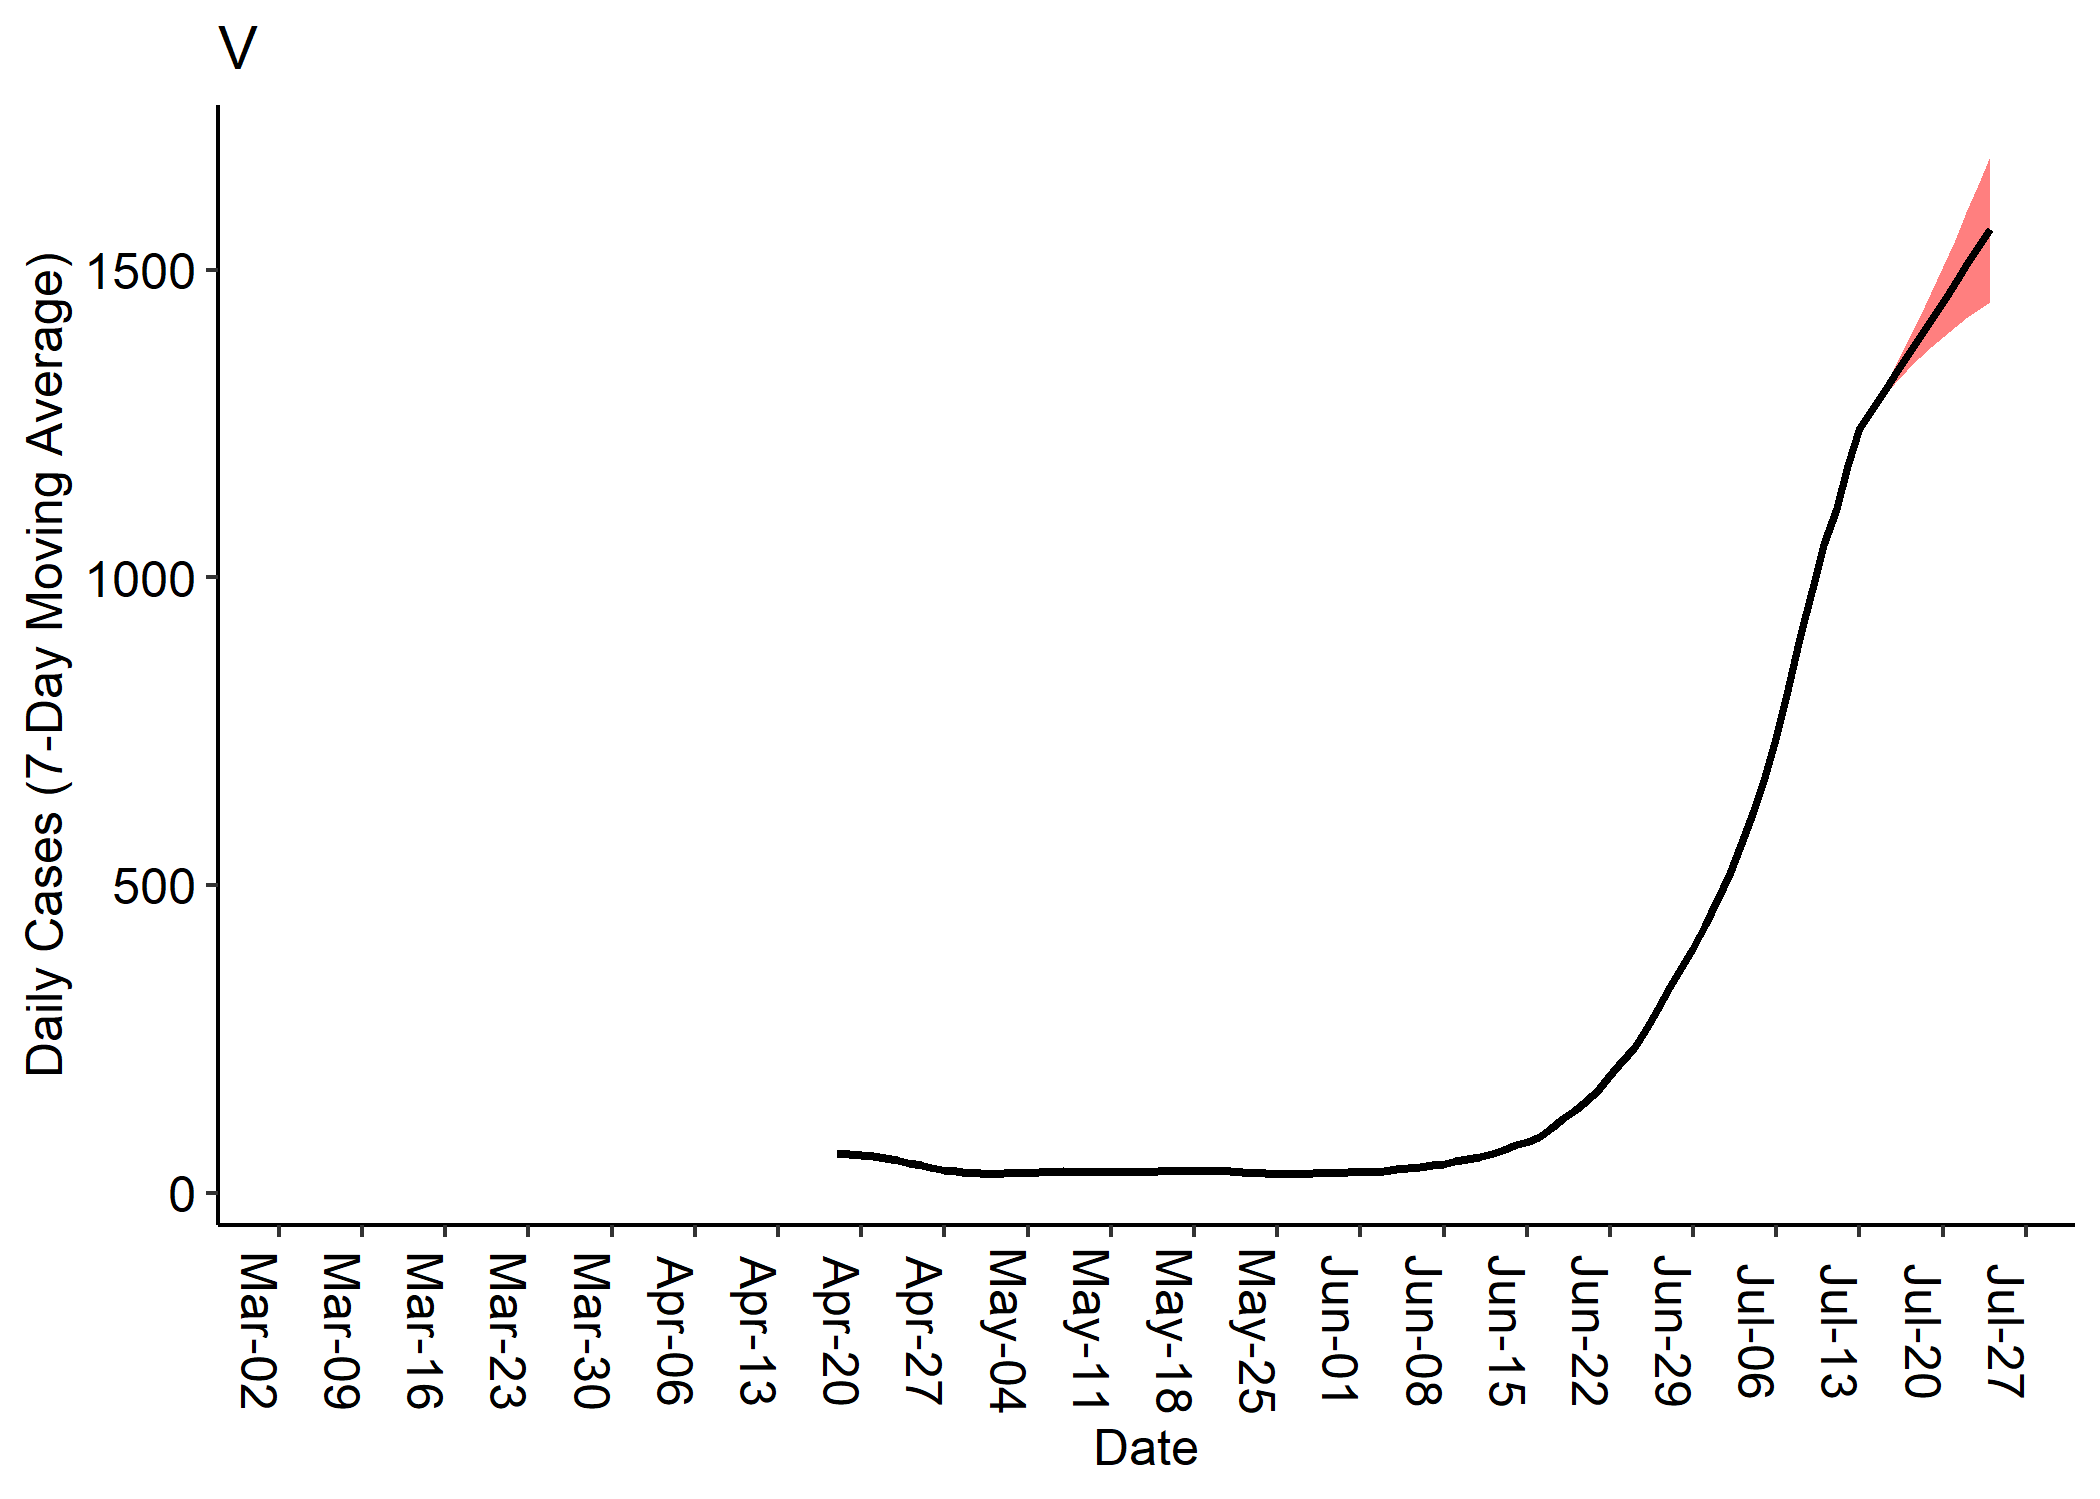 V
Daily Cases (7-Day Moving Average)
1500
1000
500
0
Mar-02
Mar-09
Mar-16
Mar-23
Mar-30
Apr-06
Apr-13
Apr-20
Apr-27
May-04
May-11
May-18
May-25
Jun-01
Jun-08
Jun-15
Jun-22
Jun-29
Jul-06
Jul-13
Jul-20
Jul-27
Date